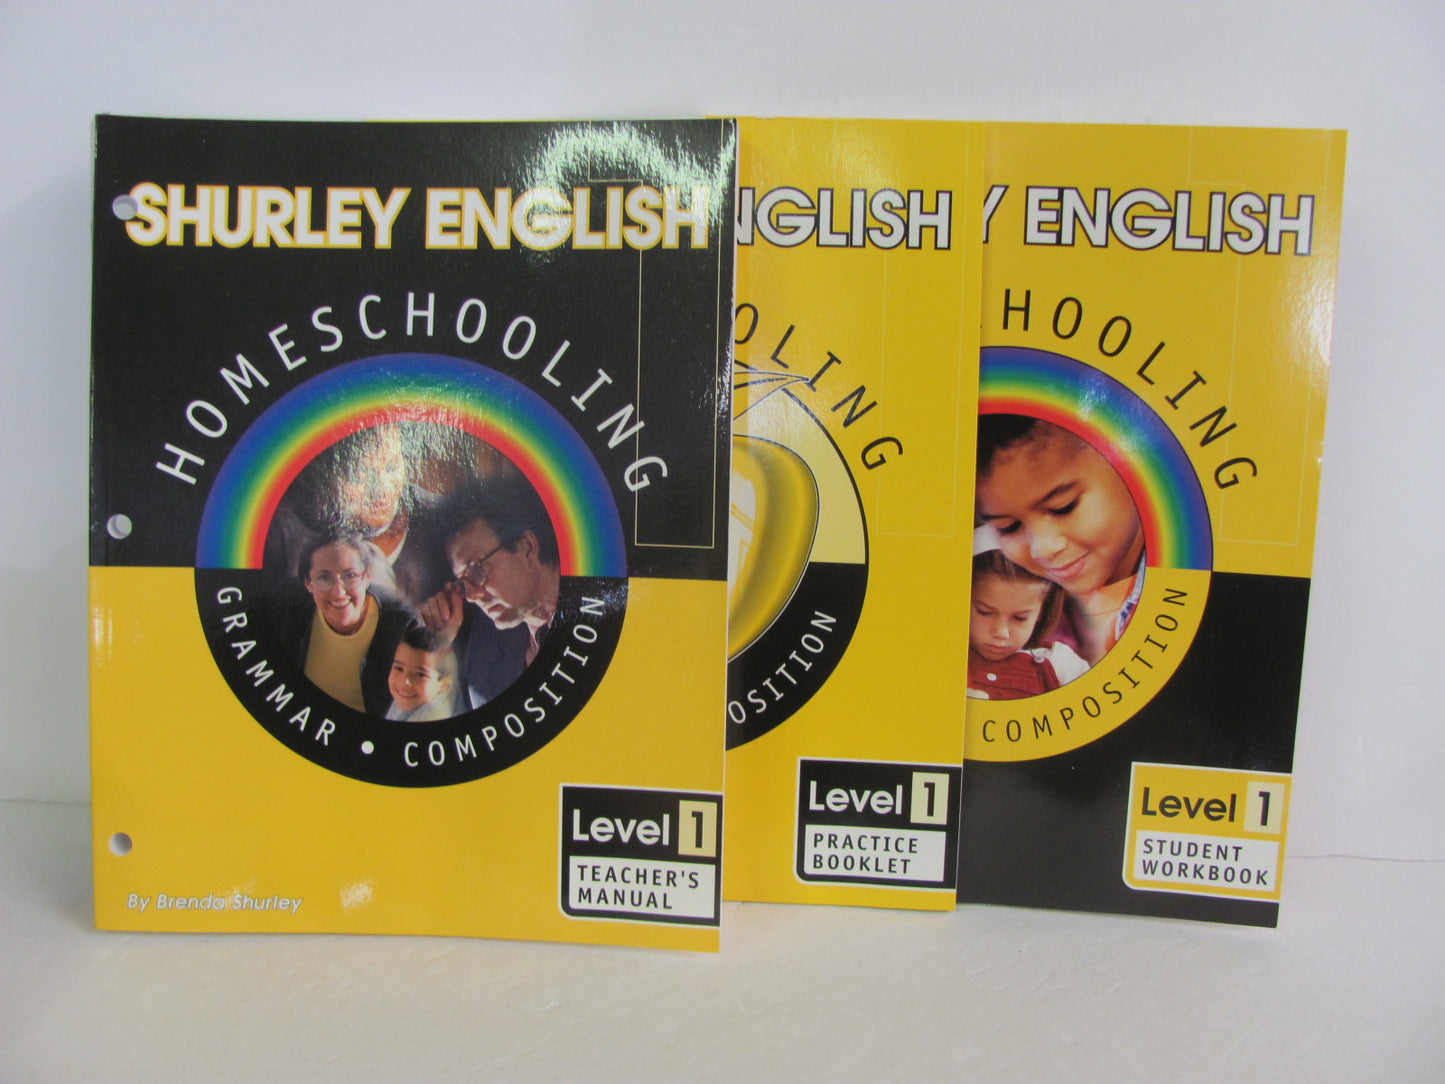 SHURLEY ENGLISH
HOMESCHOOLING
GRAMMAR • COMPOSITION
Level 1
TEACHER'S
MANUAL
By Brenda Shurley
NGLISH
OLING
OSITION
Level 1
PRACTICE
BOOKLET
Y ENGLISH
HOOLING
COMPOSITION
Level 1
STUDENT
WORKBOOK